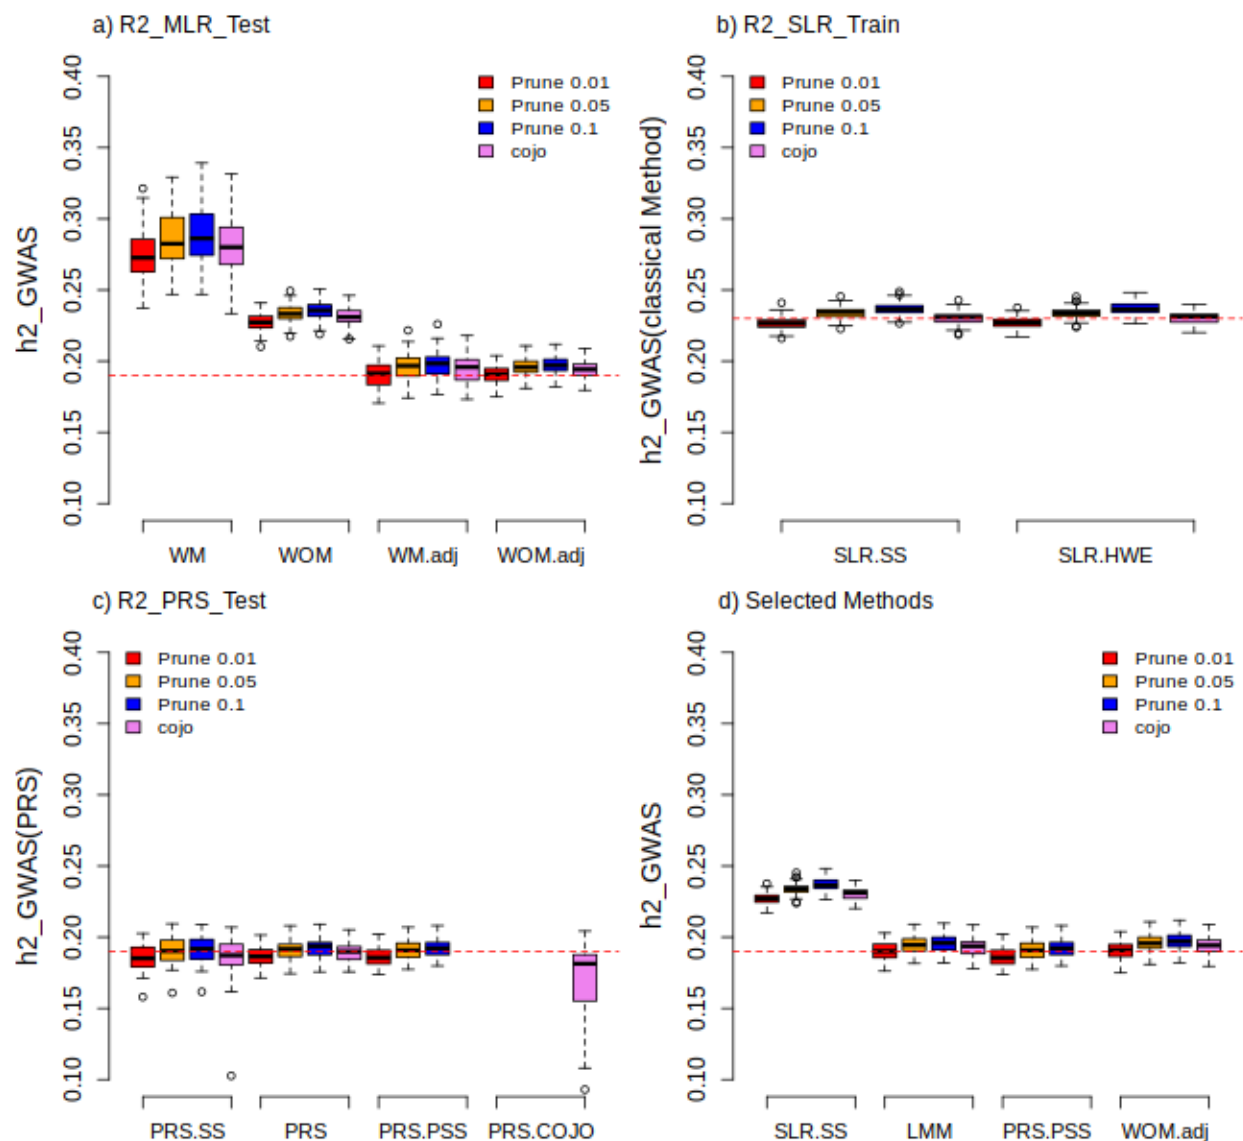 a) R2_MLR_Test
h2_GWAS
0.40
0.35
0.30
0.25
0.20
0.15
0.10
Prune 0.01
Prune 0.05
Prune 0.1
cojo
WM WOM WM.adj WOM.adj
b) R2_SLR_Train
h2_GWAS(classical Method)
0.40
0.35
0.30
0.25
0.20
0.15
0.10
Prune 0.01
Prune 0.05
Prune 0.1
cojo
SLR.SS SLR.HWE
c) R2_PRS_Test
h2_GWAS(PRS)
0.40
0.35
0.30
0.25
0.20
0.15
0.10
Prune 0.01
Prune 0.05
Prune 0.1
cojo
PRS.SS PRS PRS.PSS PRS.COJO
d) Selected Methods
h2_GWAS
0.40
0.35
0.30
0.25
0.20
0.15
0.10
Prune 0.01
Prune 0.05
Prune 0.1
cojo
SLR.SS LMM PRS.PSS WOM.adj